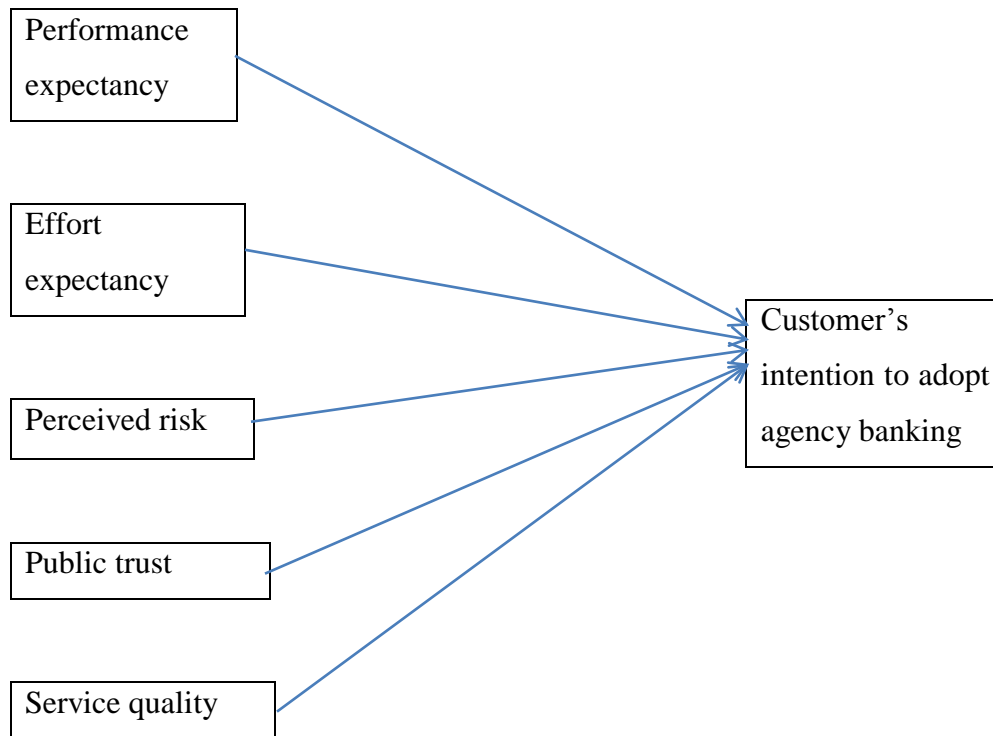 Performance
expectancy
Effort
expectancy
Perceived risk
Public trust
Service quality
Customer’s
intention to adopt
agency banking